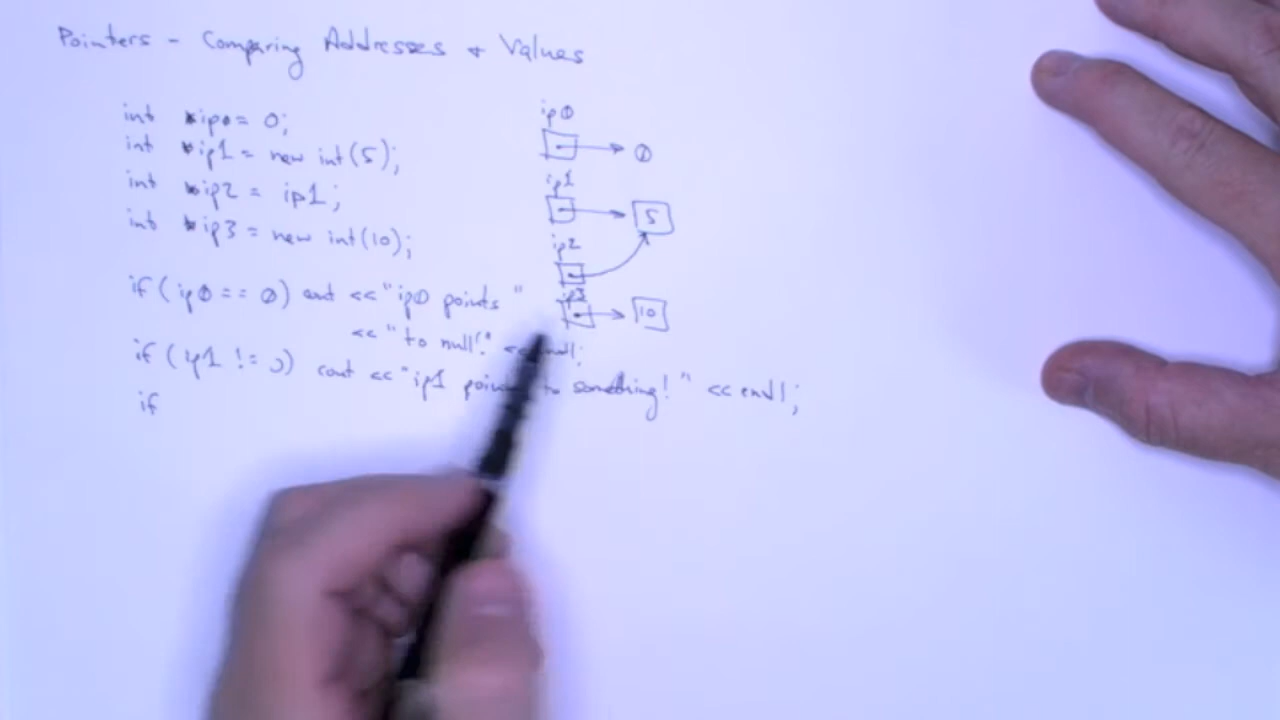 Pointers - Comparing Addresses + Values
int *ip0 = 0;
int *ip1 = new int(5);
int *ip2 = ip1;
int *ip3 = new int(10);
if (ip0 == 0) cout << "ip0 points "
<< "to null!" <<
if (ip1 != 0) cout << "ip1 something!" << endl;
if
ip0
0
ip1
5
ip2
ip3
10